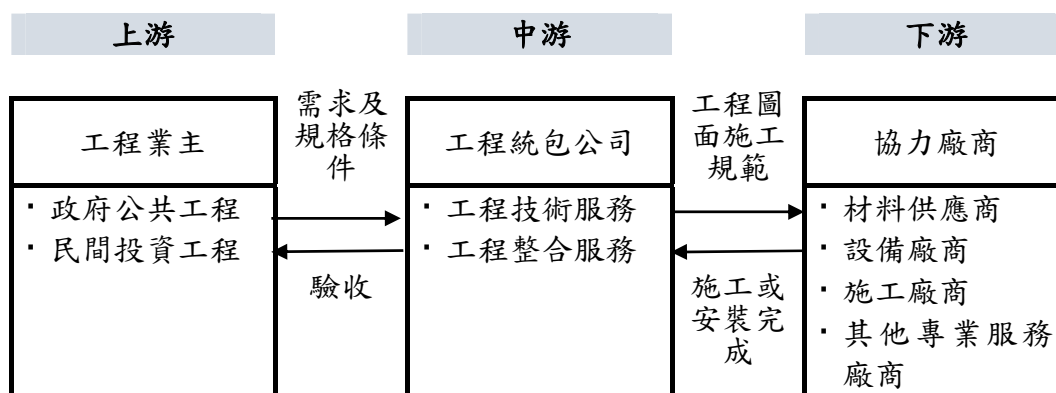 上游
中游
下游
工程業主
需求及
規格條
件
工程統包公司
工程圖
面施工
規範
協力廠商
· 政府公共工程
· 民間投資工程
驗收
· 工程技術服務
· 工程整合服務
施工或
安裝完
成
· 材料供應商
· 設備廠商
· 施工廠商
· 其他專業服務
廠商